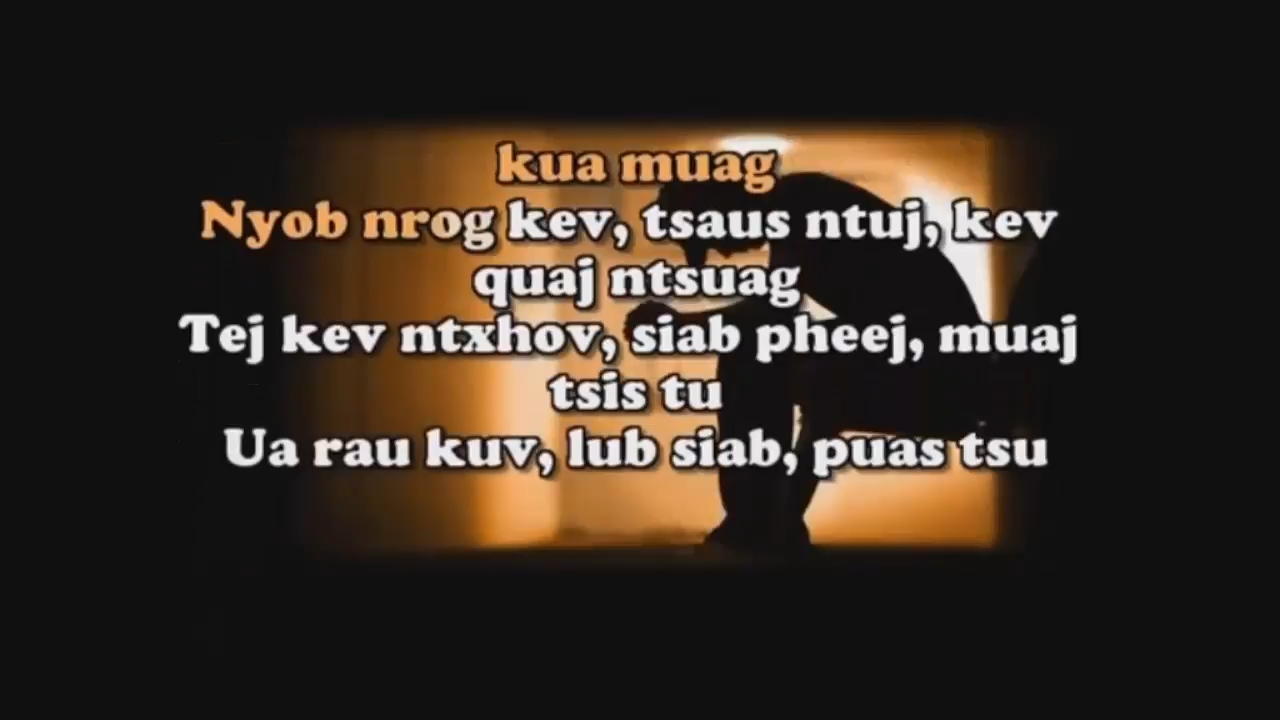 kua muag
Nyob nrog kev, tsaus ntuj, kev
quaj ntsuag
Tej kev ntxhov, siab pheej, muaj
tsis tu
Ua rau kuv, lub siab, puas tsu